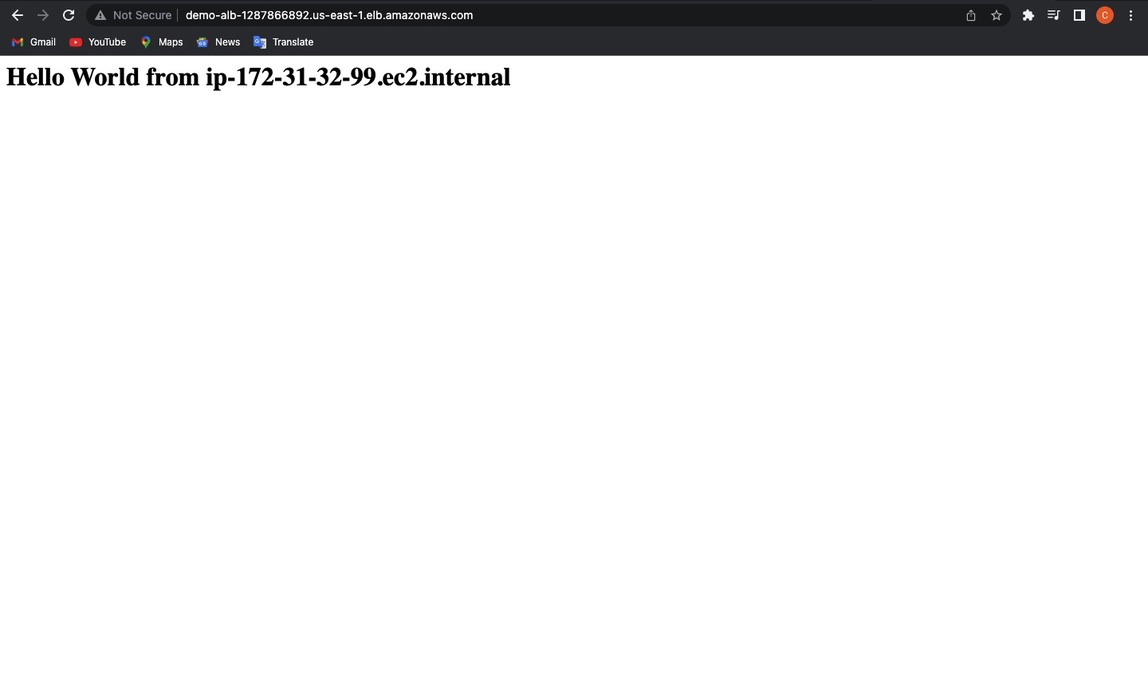 Not Secure demo-alb-1287866892.us-east-1.elb.amazonaws.com C
Gmail YouTube Maps News Translate
Hello World from ip-172-31-32-99.ec2.internal